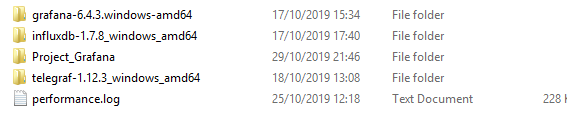 grafana-6.4.3.windows-amd64 17/10/2019 15:34 File folder
influxdb-1.7.8_windows_amd64 17/10/2019 17:40 File folder
Project_Grafana 29/10/2019 21:46 File folder
telegraf-1.12.3_windows_amd64 18/10/2019 13:08 File folder
performance.log 25/10/2019 12:18 Text Document 228